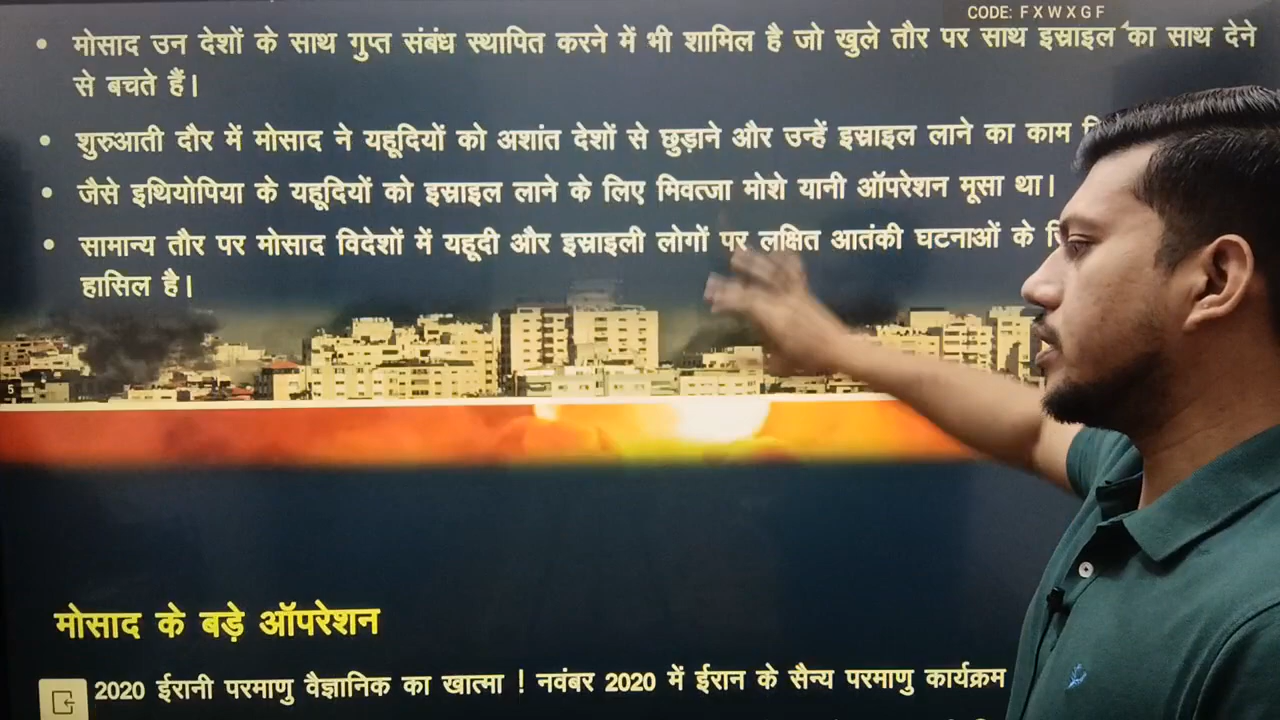 CODE: F X W X G F
• मोसाद उन देशों के साथ गुप्त संबंध स्थापित करने में भी शामिल है जो खुले तौर पर साथ इस्राइल का साथ देने
से बचते हैं।
• शुरुआती दौर में मोसाद ने यहूदियों को अशांत देशों से छुड़ाने और उन्हें इस्राइल लाने का काम
• जैसे इथियोपिया के यहूदियों को इस्राइल लाने के लिए मिवत्जा मोशे यानी ऑपरेशन मूसा था।
• सामान्य तौर पर मोसाद विदेशों में यहूदी और इस्राइली लोगों पर लक्षित आतंकी घटनाओं के
हासिल है।
5
मोसाद के बड़े ऑपरेशन
2020 ईरानी परमाणु वैज्ञानिक का खात्मा ! नवंबर 2020 में ईरान के सैन्य परमाणु कार्यक्रम